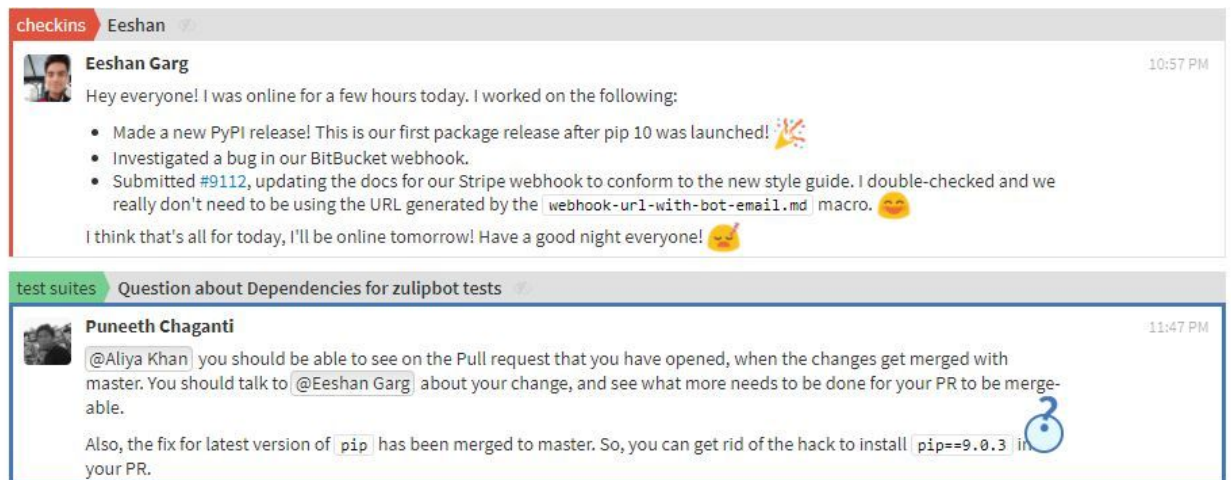 checkins Eeshan
Eeshan Garg 10:57 PM
Hey everyone! I was online for a few hours today. I worked on the following:
• Made a new PyPI release! This is our first package release after pip 10 was launched!
• Investigated a bug in our BitBucket webhook.
• Submitted #9112, updating the docs for our Stripe webhook to conform to the new style guide. I double-checked and we
really don't need to be using the URL generated by the webhook-url-with-bot-email.md macro.
I think that's all for today, I'll be online tomorrow! Have a good night everyone!
test suites Question about Dependencies for zulipbot tests
Puneeth Chaganti 11:47 PM
@Aliya Khan you should be able to see on the Pull request that you have opened, when the changes get merged with
master. You should talk to @Eeshan Garg about your change, and see what more needs to be done for your PR to be merge-
able.
?
Also, the fix for latest version of pip has been merged to master. So, you can get rid of the hack to install pip==9.0.3 in
your PR.